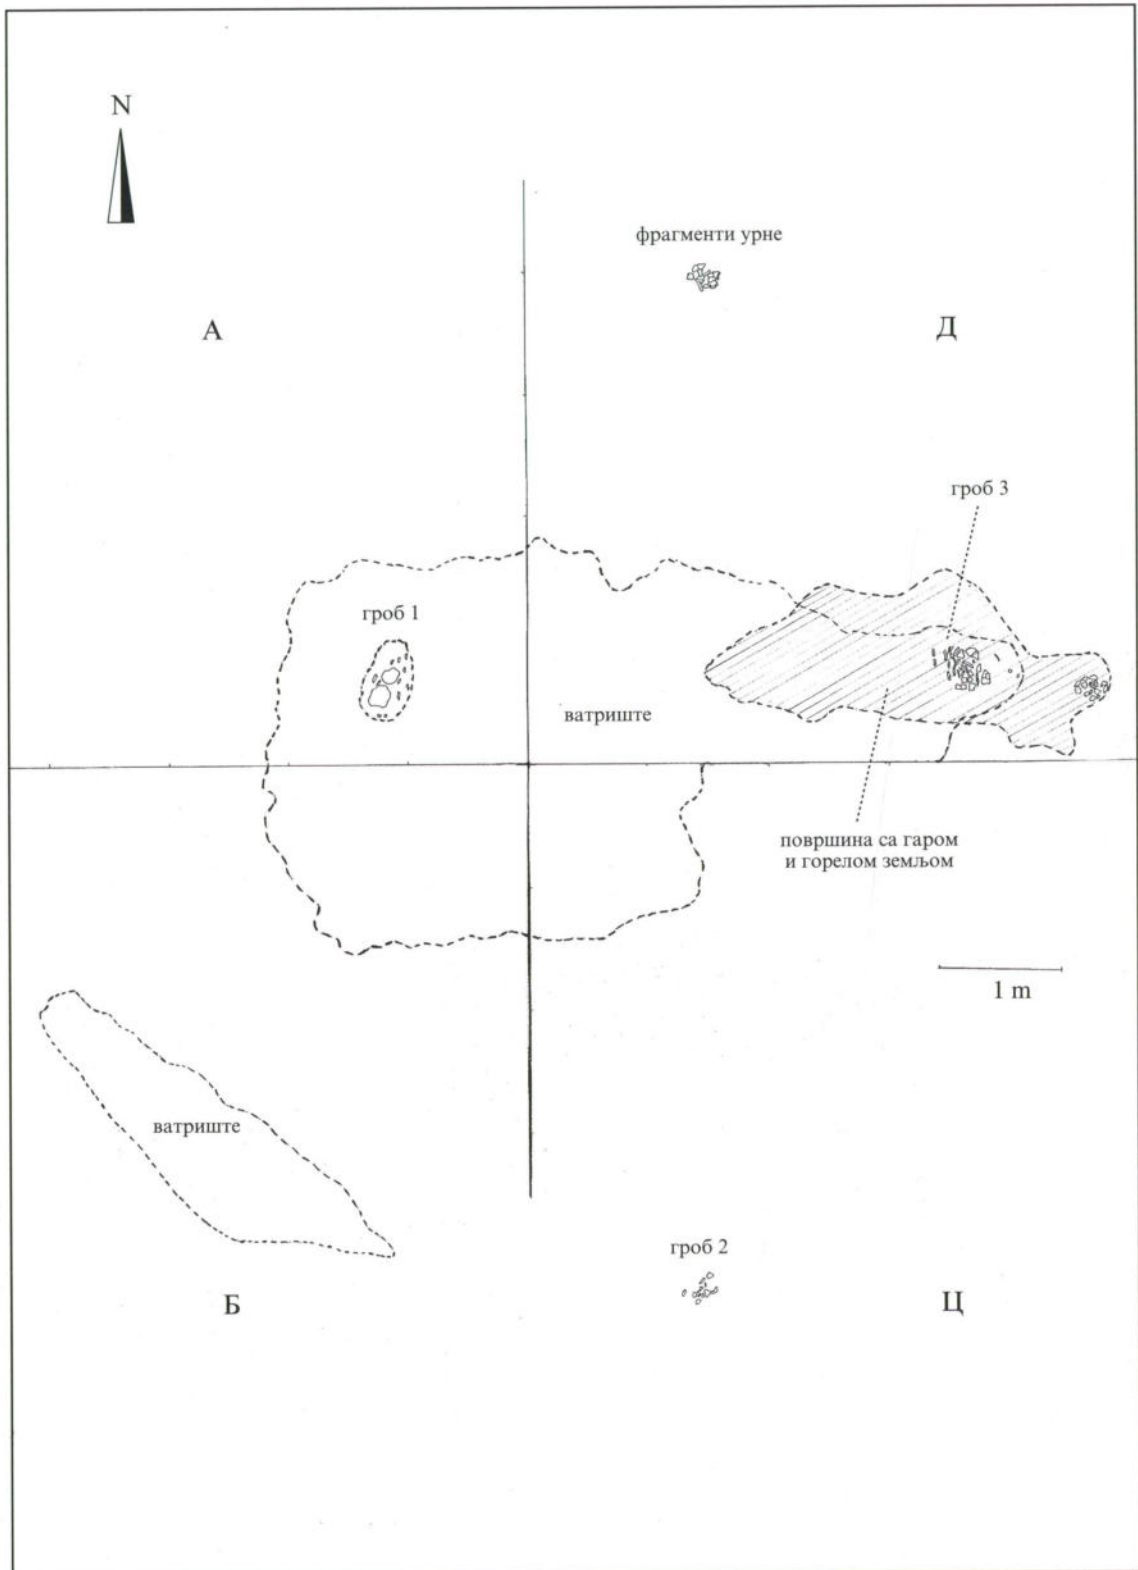 N
фрагменти урне
А
Д
гроб 3
гроб 1
ватриште
површина са гаром
и горелом земљом
1 m
ватриште
гроб 2
Б
Ц